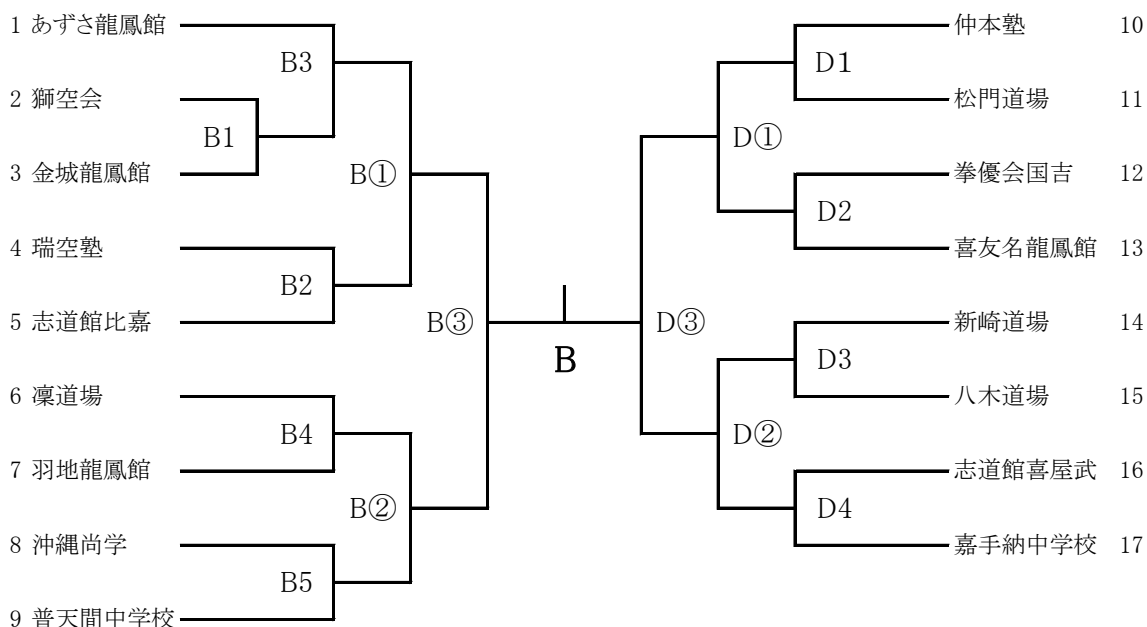 1 あずさ龍鳳館
B3
2 獅空会
B1
3 金城龍鳳館
B①
4 瑞空塾
B2
5 志道館比嘉
B③
6 凜道場
B4
7 羽地龍鳳館
B②
8 沖縄尚学
B5
9 普天間中学校
B
仲本塾 10
D1
松門道場 11
D①
拳優会国吉 12
D2
喜友名龍鳳館 13
D③
新崎道場 14
D3
八木道場 15
D②
志道館喜屋武 16
D4
嘉手納中学校 17